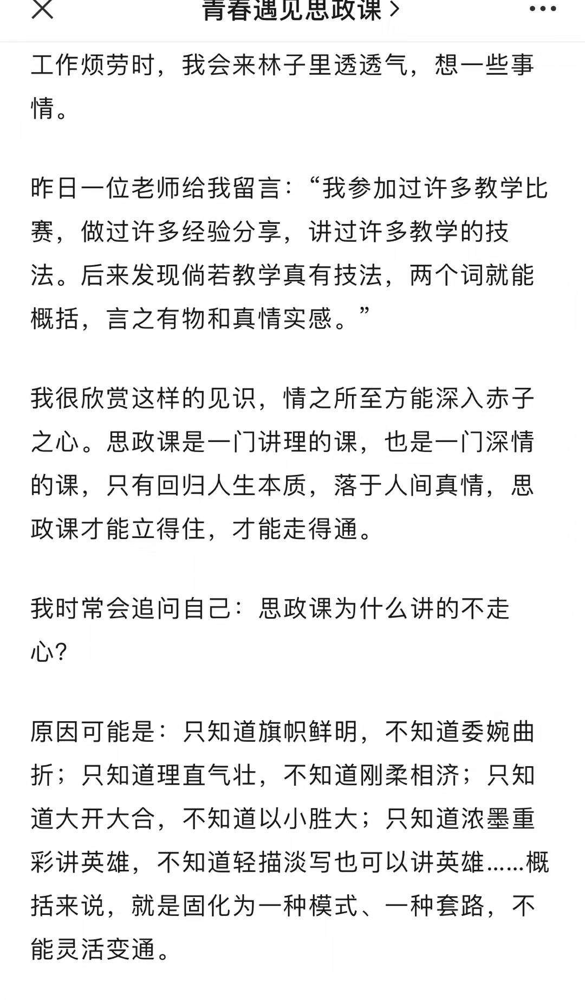 青春遇见思政课
工作烦劳时，我会来林子里透透气，想一些事
情。
昨日一位老师给我留言：“我参加过许多教学比
赛，做过许多经验分享，讲过许多教学的技
法。后来发现倘若教学真有技法，两个词就能
概括，言之有物和真情实感。”
我很欣赏这样的见识，情之所至方能深入赤子
之心。思政课是一门讲理的课，也是一门深情
的课，只有回归人生本质，落于人间真情，思
政课才能立得住，才能走得通。
我时常会追问自己：思政课为什么讲的不走
心？
原因可能是：只知道旗帜鲜明，不知道委婉曲
折；只知道理直气壮，不知道刚柔相济；只知
道大开大合，不知道以小胜大；只知道浓墨重
彩讲英雄，不知道轻描淡写也可以讲英雄……概
括来说，就是固化为一种模式、一种套路，不
能灵活变通。